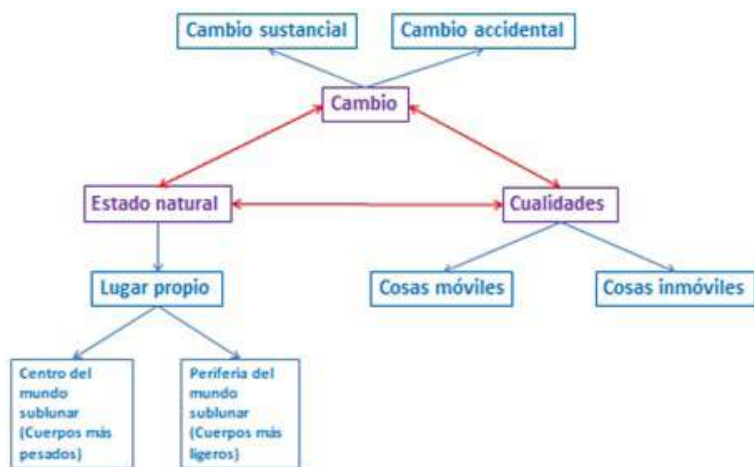 Cambio sustancial
Cambio accidental
Cambio
Estado natural
Cualidades
Lugar propio
Cosas móviles
Cosas inmóviles
Centro del
mundo
sublunar
(Cuerpos más
pesados)
Periferia del
mundo
sublunar
(Cuerpos más
ligeros)